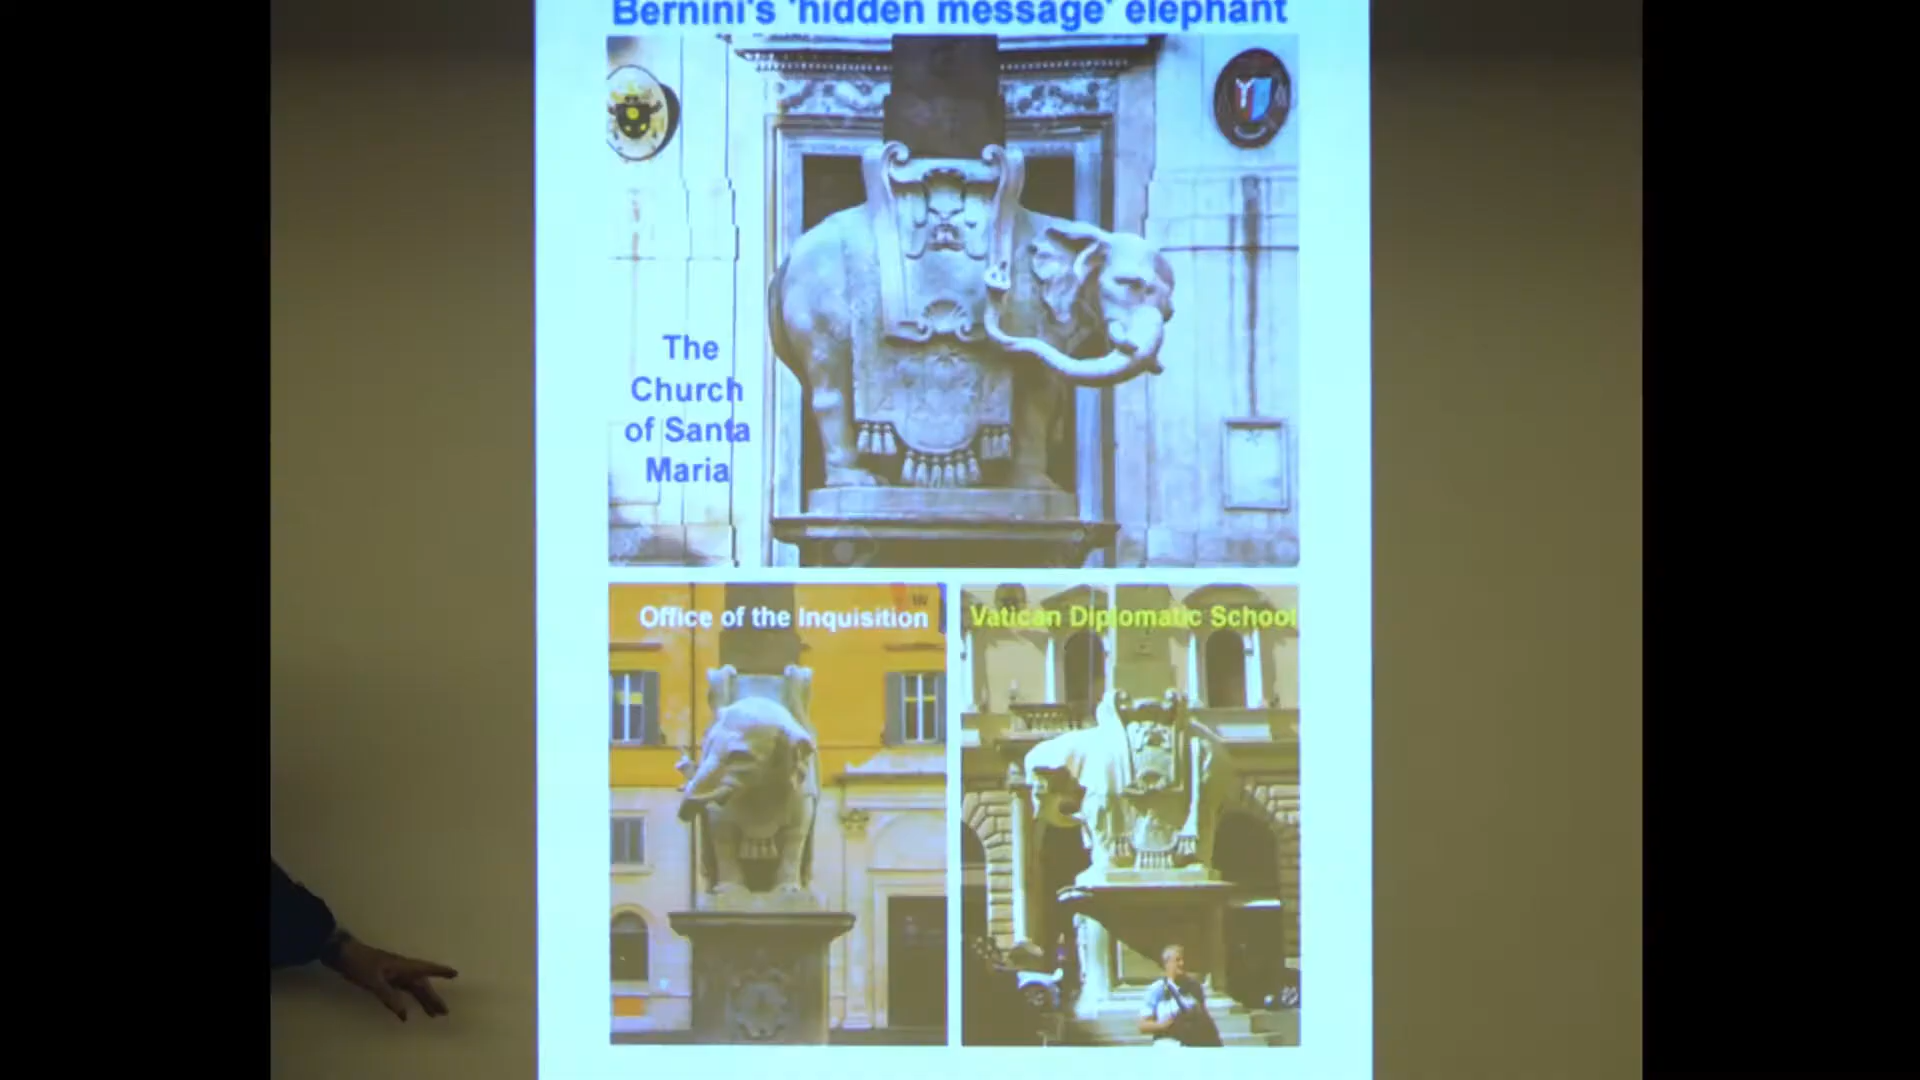 Bernini's 'hidden message' elephant
The
Church
of Santa
Maria
Office of the Inquisition
Vatican Diplomatic School